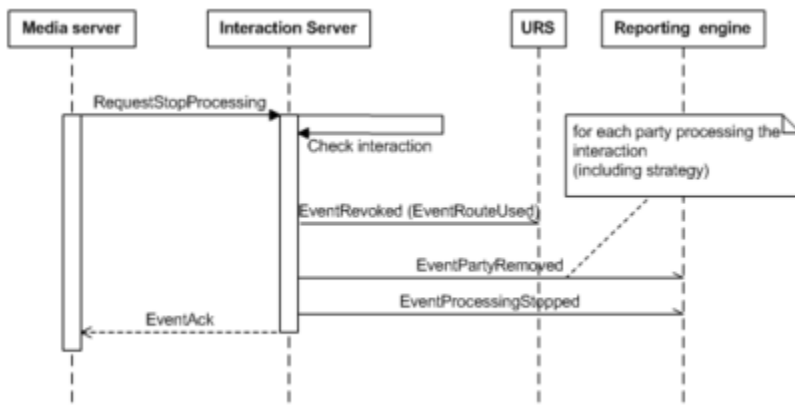 Media server
Interaction Server
URS
Reporting engine
RequestStopProcessing
Check interaction
for each party processing the
interaction
(including strategy)
EventRevoked (EventRouteUsed)
EventPartyRemoved
EventProcessingStopped
EventAck